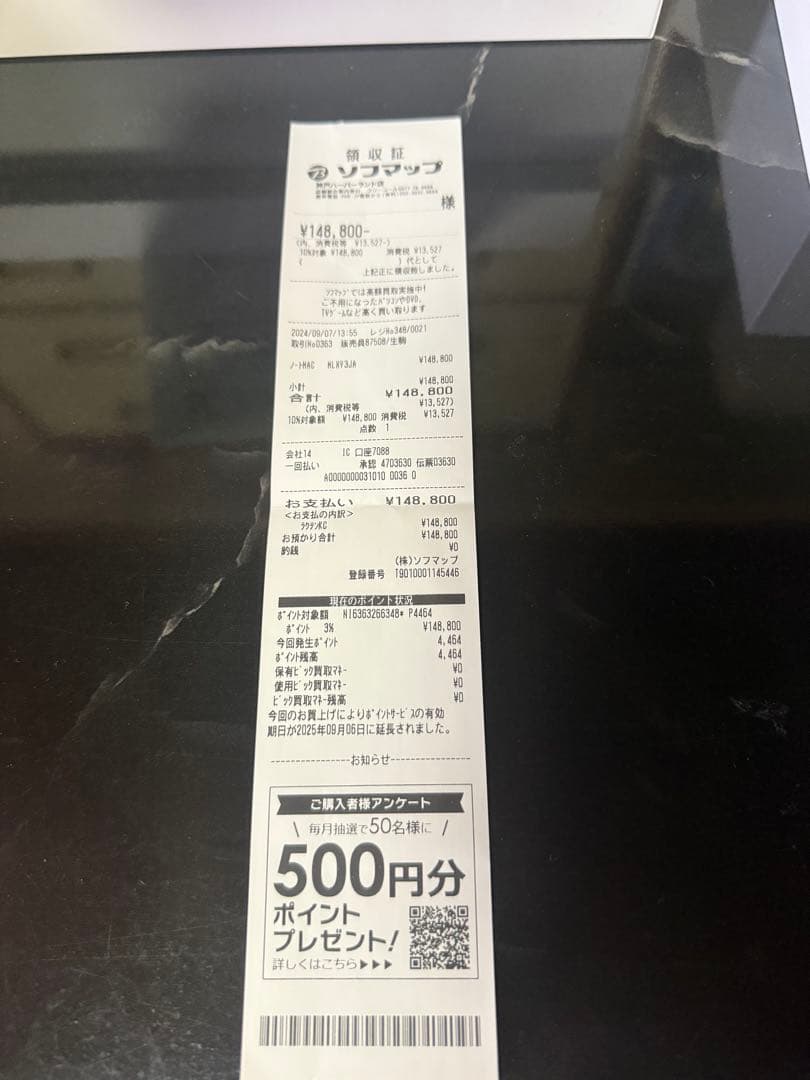 領収証
ソフマップ
神戸ハーバーランド店
様
¥148,800-
(内、消費税等 ¥13,527-)
10%対象 ¥148,800 消費税 ¥13,527
( )代として
上記正に領収致しました。
ソフマップでは高額買取実施中!
ご不用になったパソコンやDVD,
TVゲームなど高く買い取ります
2024/09/07/13:55 レジNo348/0021
取引No0363 販売員87508/生駒
ノートMAC MLXY3JA ¥148,800
小計 ¥148,800
合計 ¥148,800
(内、消費税等 ¥13,527)
10%対象額 ¥148,800 消費税 ¥13,527
点数 1
会社14 IC 口座7088
一回払い 承認 4703630 伝票03630
A0000000031010 0036 0
お支払い ¥148,800
<お支払の内訳>
ラクテンKC ¥148,800
お預かり合計 ¥148,800
釣銭 ¥0
(株)ソフマップ
登録番号 T9010001145446
現在のポイント状況
ポイント対象額 N16363266348* P4464
ポイント 3% ¥148,800
今回発生ポイント 4,464
ポイント残高 4,464
保有ビック買取マネー ¥0
使用ビック買取マネー ¥0
ビック買取マネー残高 ¥0
今回のお買上げによりポイントサービスの有効
期日が2025年09月06日に延長されました。
お知らせ
ご購入者様アンケート
毎月抽選で50名様に
500円分
ポイント
プレゼント!
詳しくはこちら▶▶▶